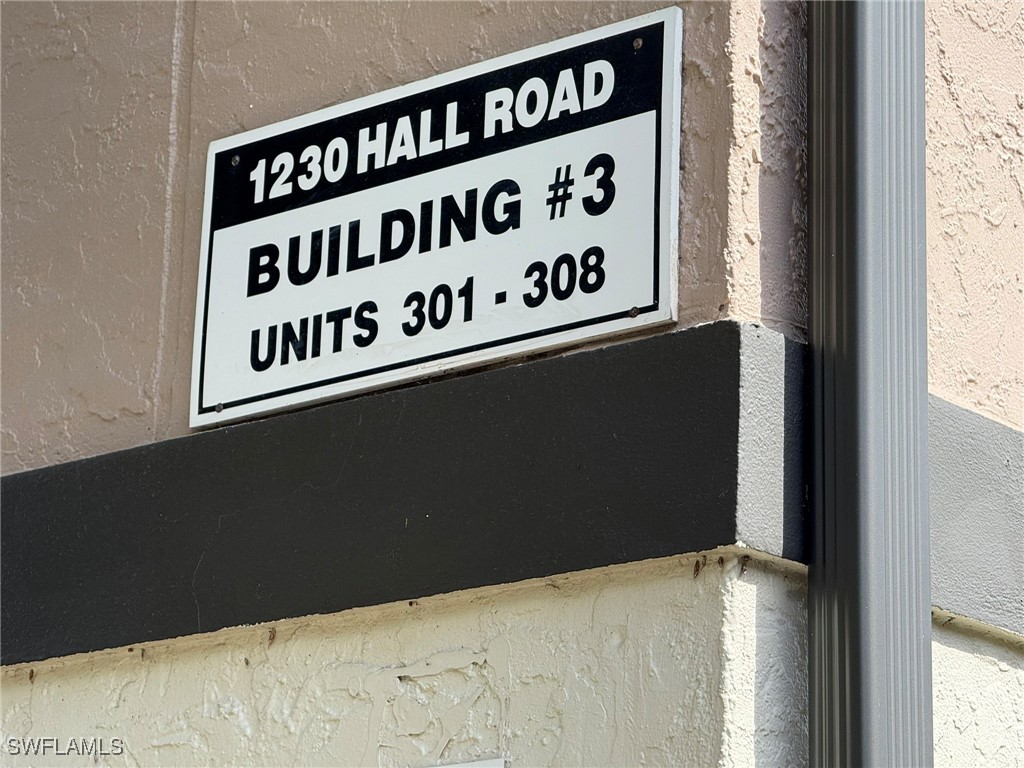 1230 HALL ROAD
BUILDING #3
UNITS 301 - 308
SWFLAMLS